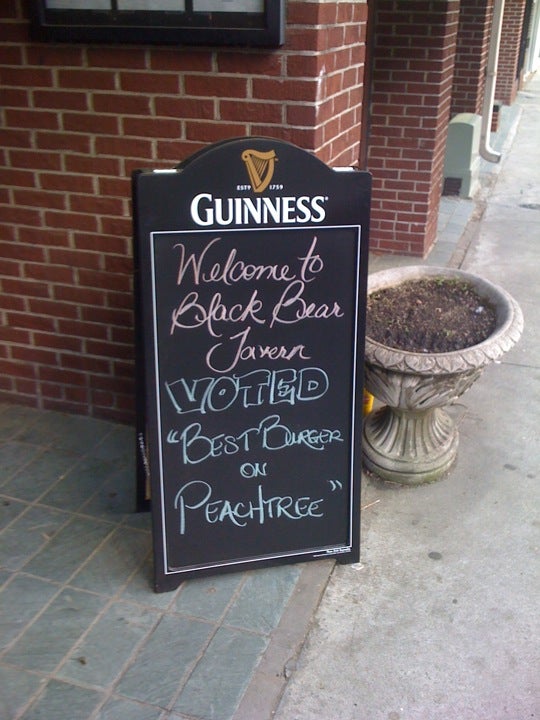 ESTD 1759
GUINNESS
Welcome to
Black Bear
Tavern
VOTED
"BEST BURGER
ON
PEACHTREE"